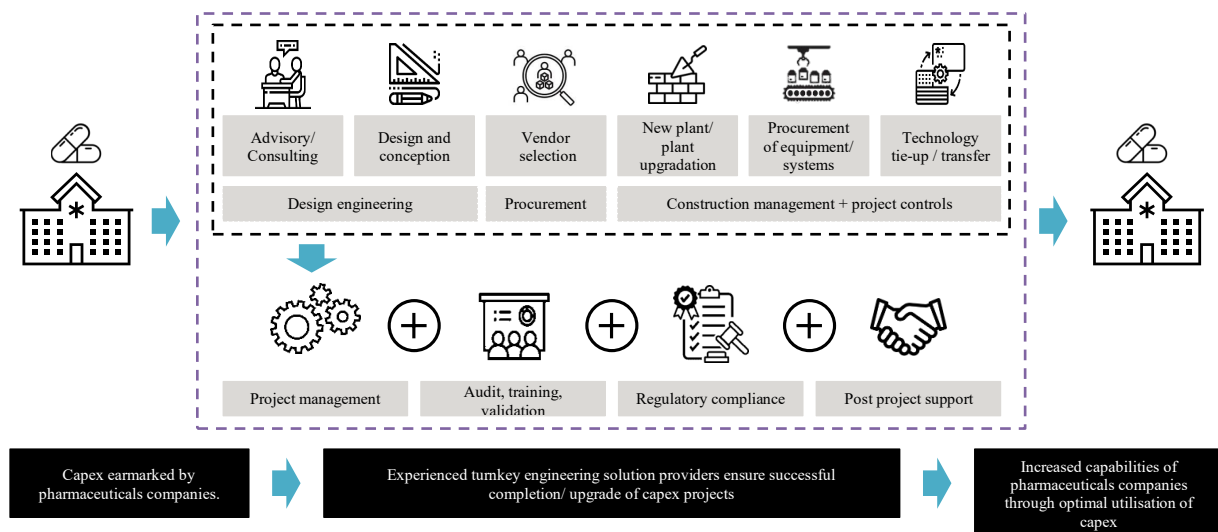 Advisory/
Consulting
Design and
conception
Vendor
selection
New plant/
plant
upgradation
Procurement
of equipment/
systems
Technology
tie-up / transfer
Design engineering
Procurement
Construction management + project controls
Project management
Audit, training,
validation
Regulatory compliance
Post project support
Capex earmarked by
pharmaceuticals companies.
Experienced turnkey engineering solution providers ensure successful
completion/ upgrade of capex projects
Increased capabilities of
pharmaceuticals companies
through optimal utilisation of
capex